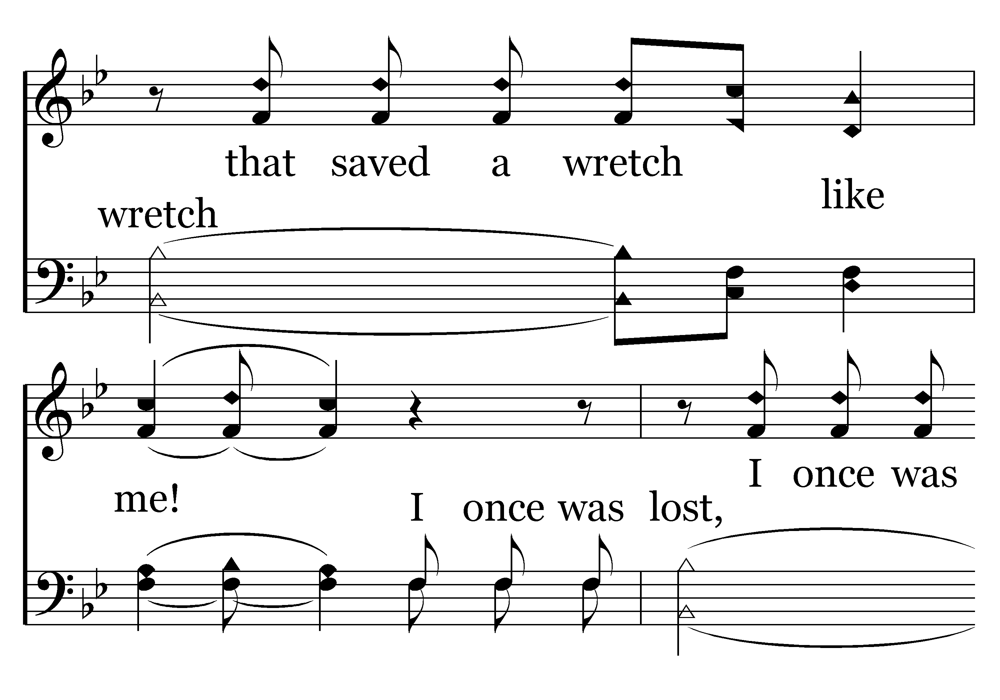 that saved a wretch
like
wretch
I once was
me!
I once was lost,